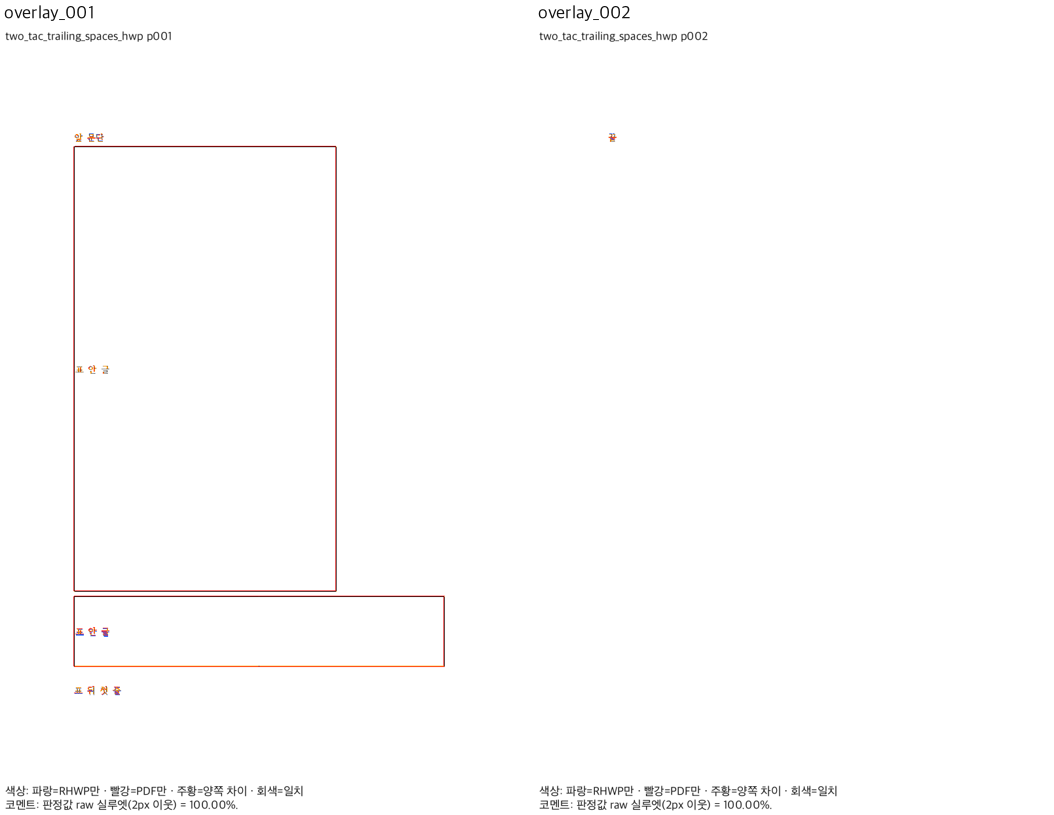 overlay_001
two_tac_trailing_spaces_hwp p001
앞 문단
표 안 글
표 안 글
표 뒤 첫 줄
색상: 파랑=RHWP만 · 빨강=PDF만 · 주황=양쪽 차이 · 회색=일치
코멘트: 판정값 raw 실루엣(2px 이웃) = 100.00%.
overlay_002
two_tac_trailing_spaces_hwp p002
끝
색상: 파랑=RHWP만 · 빨강=PDF만 · 주황=양쪽 차이 · 회색=일치
코멘트: 판정값 raw 실루엣(2px 이웃) = 100.00%.